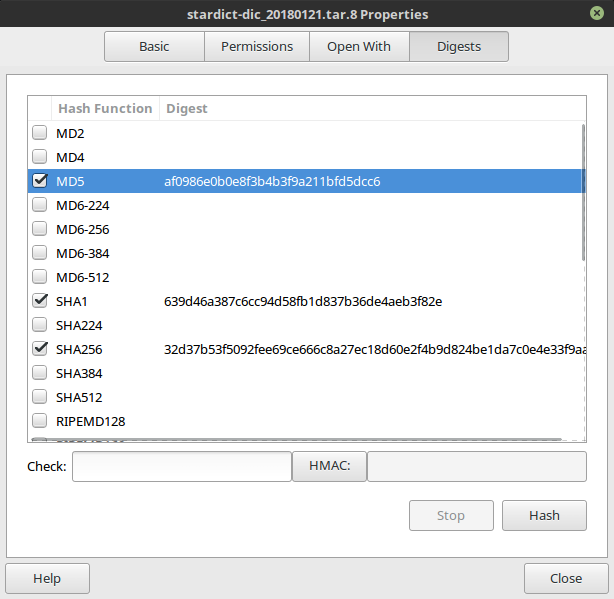 stardict-dic_20180121.tar.8 Properties
Basic Permissions Open With Digests
Hash Function Digest
MD2
MD4
MD5 af0986e0b0e8f3b4b3f9a211bfd5dcc6
MD6-224
MD6-256
MD6-384
MD6-512
SHA1 639d46a387c6cc94d58fb1d837b36de4aeb3f82e
SHA224
SHA256 32d37b53f5092fee69ce666c8a27ec18d60e2f4b9d824be1da7c0e4e33f9aa
SHA384
SHA512
RIPEMD128
Check: HMAC:
Stop Hash
Help Close